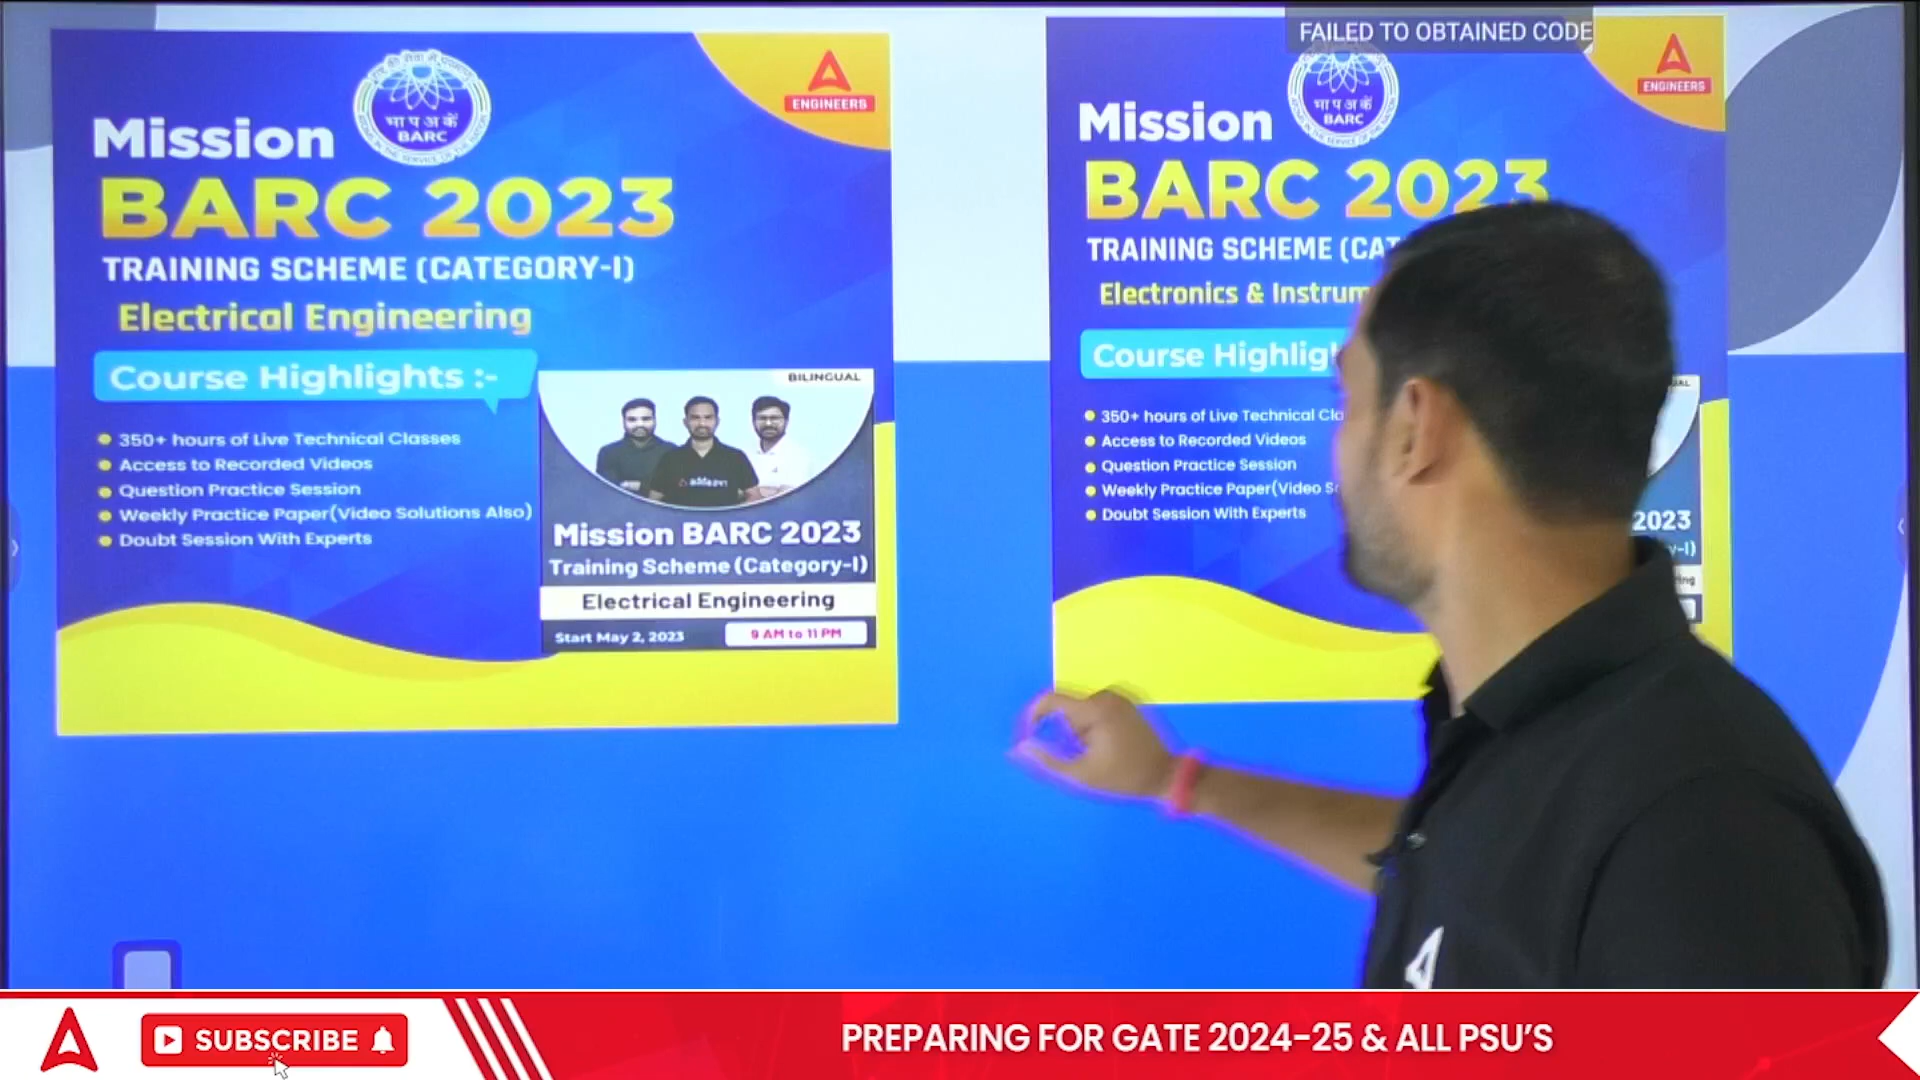 FAILED TO OBTAINED CODE
भा प अ कें
BARC
ENGINEERS
Mission
BARC 2023
TRAINING SCHEME (CATEGORY-I)
Electrical Engineering
Course Highlights :-
350+ hours of Live Technical Classes
Access to Recorded Videos
Question Practice Session
Weekly Practice Paper(Video Solutions Also)
Doubt Session With Experts
BILINGUAL
Mission BARC 2023
Training Scheme (Category-I)
Electrical Engineering
Start May 2, 2023
9 AM to 11 PM
भा प अ कें
BARC
ENGINEERS
Mission
BARC 2023
TRAINING SCHEME (CAT
Electronics & Instrum
Course Highlig
350+ hours of Live Technical Cla
Access to Recorded Videos
Question Practice Session
Weekly Practice Paper(Video S
Doubt Session With Experts
2023
SUBSCRIBE
PREPARING FOR GATE 2024-25 & ALL PSU'S